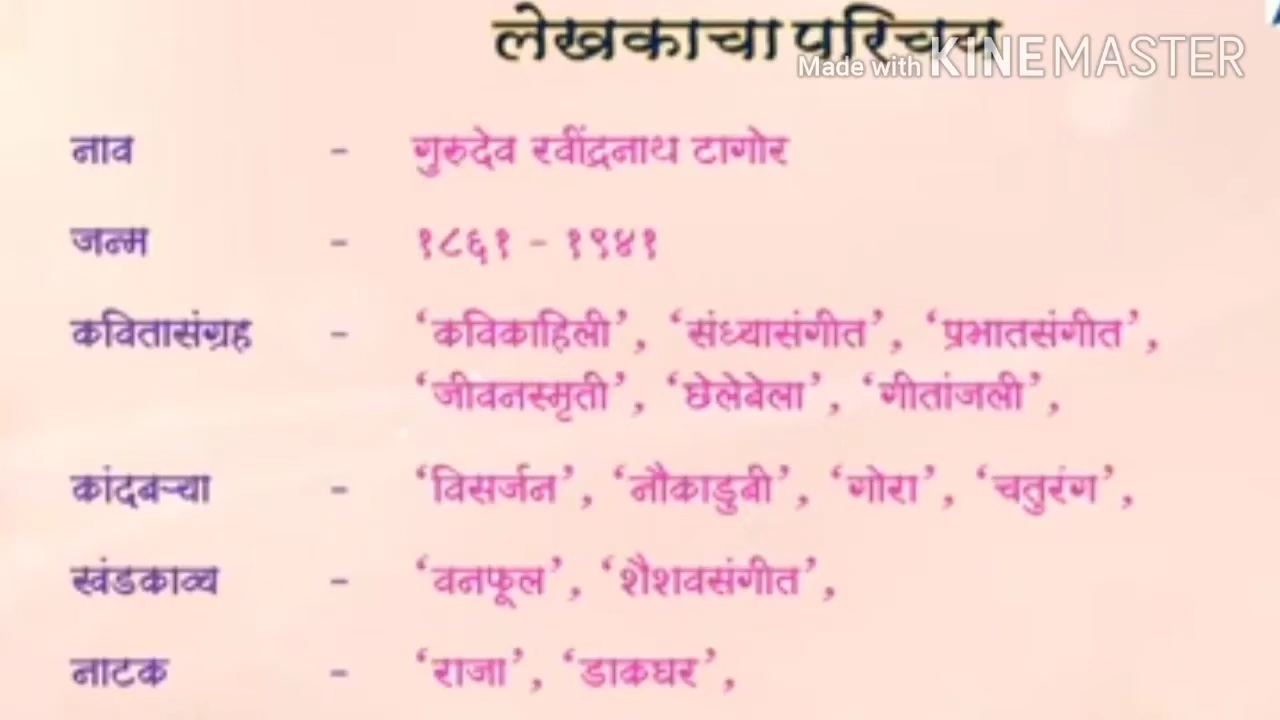 लेखकाचा परिचय
Made with KINEMASTER
नाव - गुरुदेव रवींद्रनाथ टागोर
जन्म - १८६१ - १९४१
कवितासंग्रह - ‘कविकाहिली’, ‘संध्यासंगीत’, ‘प्रभातसंगीत’,
‘जीवनस्मृती’, ‘छेलेबेला’, ‘गीतांजली’,
कांदबऱ्या - ‘विसर्जन’, ‘नौकाडुबी’, ‘गोरा’, ‘चतुरंग’,
खंडकाव्य - ‘वनफूल’, ‘शैशवसंगीत’,
नाटक - ‘राजा’, ‘डाकघर’,